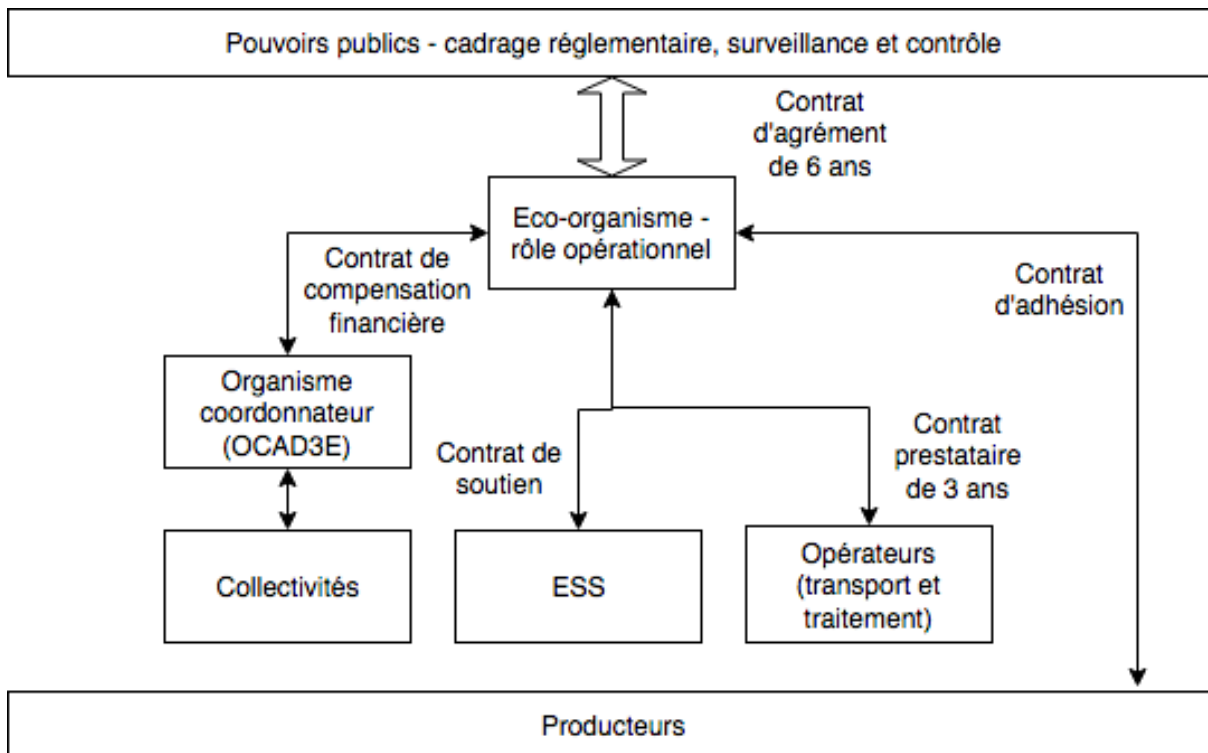 Pouvoirs publics - cadrage réglementaire, surveillance et contrôle
Contrat
d'agrément
de 6 ans
Eco-organisme -
rôle opérationnel
Contrat de
compensation
financière
Contrat
d'adhésion
Organisme
coordonnateur
(OCAD3E)
Contrat de
soutien
Contrat
prestataire
de 3 ans
Collectivités
ESS
Opérateurs
(transport et
traitement)
Producteurs